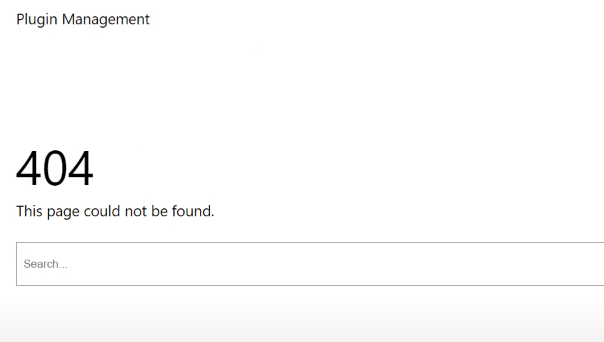 Plugin Management
404
This page could not be found.
Search...